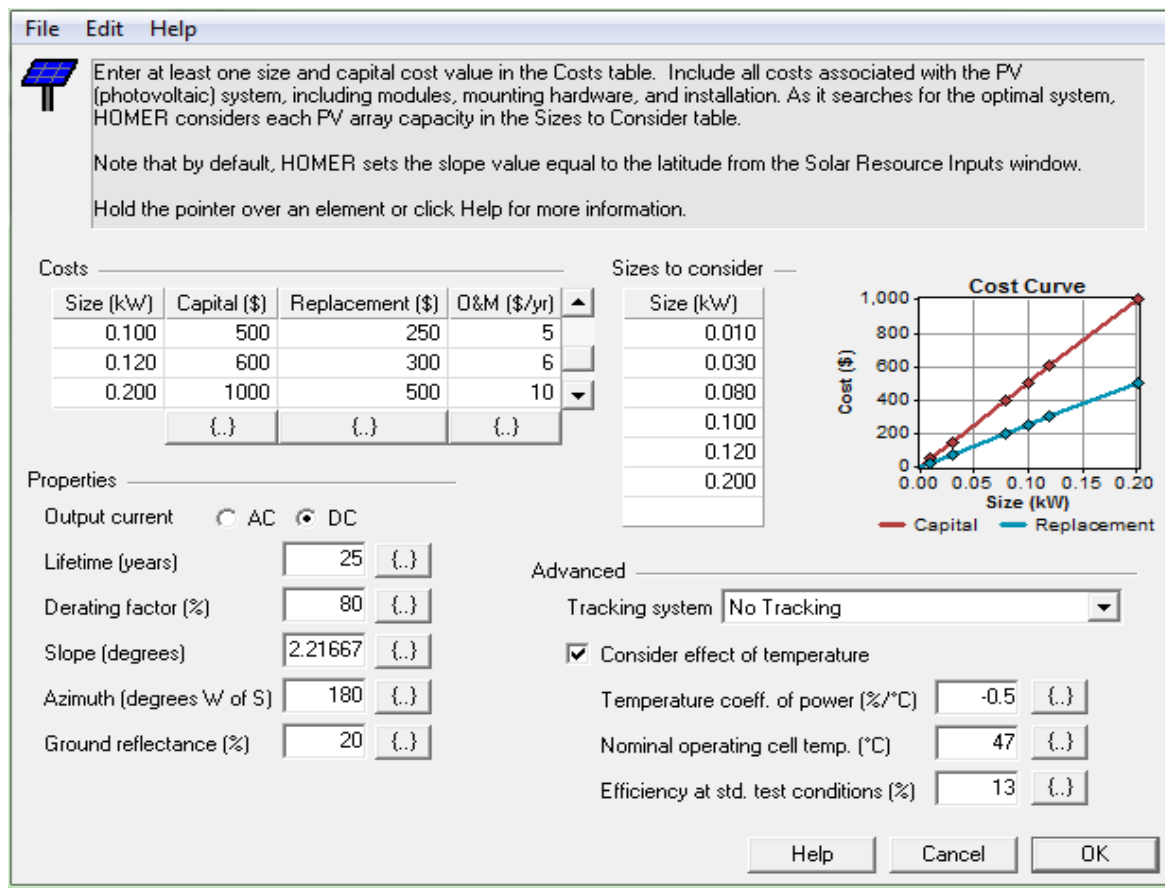 File Edit Help
Enter at least one size and capital cost value in the Costs table. Include all costs associated with the PV
(photovoltaic) system, including modules, mounting hardware, and installation. As it searches for the optimal system,
HOMER considers each PV array capacity in the Sizes to Consider table.
Note that by default, HOMER sets the slope value equal to the latitude from the Solar Resource Inputs window.
Hold the pointer over an element or click Help for more information.
Costs
Size (kW) Capital ($) Replacement ($) O&M ($/yr)
0.100 500 250 5
0.120 600 300 6
0.200 1000 500 10
{..} {..} {..}
Sizes to consider
Size (kW)
0.010
0.030
0.080
0.100
0.120
0.200
Cost Curve
Cost ($)
1,000
800
600
400
200
0
0.00 0.05 0.10 0.15 0.20
Size (kW)
Capital Replacement
Properties
Output current AC DC
Lifetime (years) 25 {..}
Derating factor (%) 80 {..}
Slope (degrees) 2.21667 {..}
Azimuth (degrees W of S) 180 {..}
Ground reflectance (%) 20 {..}
Advanced
Tracking system No Tracking
Consider effect of temperature
Temperature coeff. of power (%/°C) -0.5 {..}
Nominal operating cell temp. (°C) 47 {..}
Efficiency at std. test conditions (%) 13 {..}
Help Cancel OK